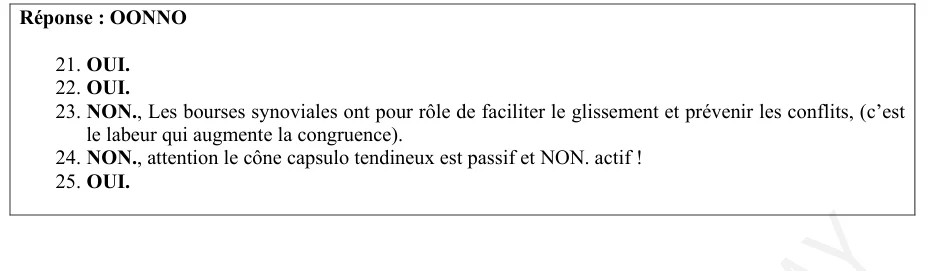 Réponse : OONNO
21. OUI.
22. OUI.
23. NON., Les bourses synoviales ont pour rôle de faciliter le glissement et prévenir les conflits, (c’est
le labeur qui augmente la congruence).
24. NON., attention le cône capsulo tendineux est passif et NON. actif !
25. OUI.